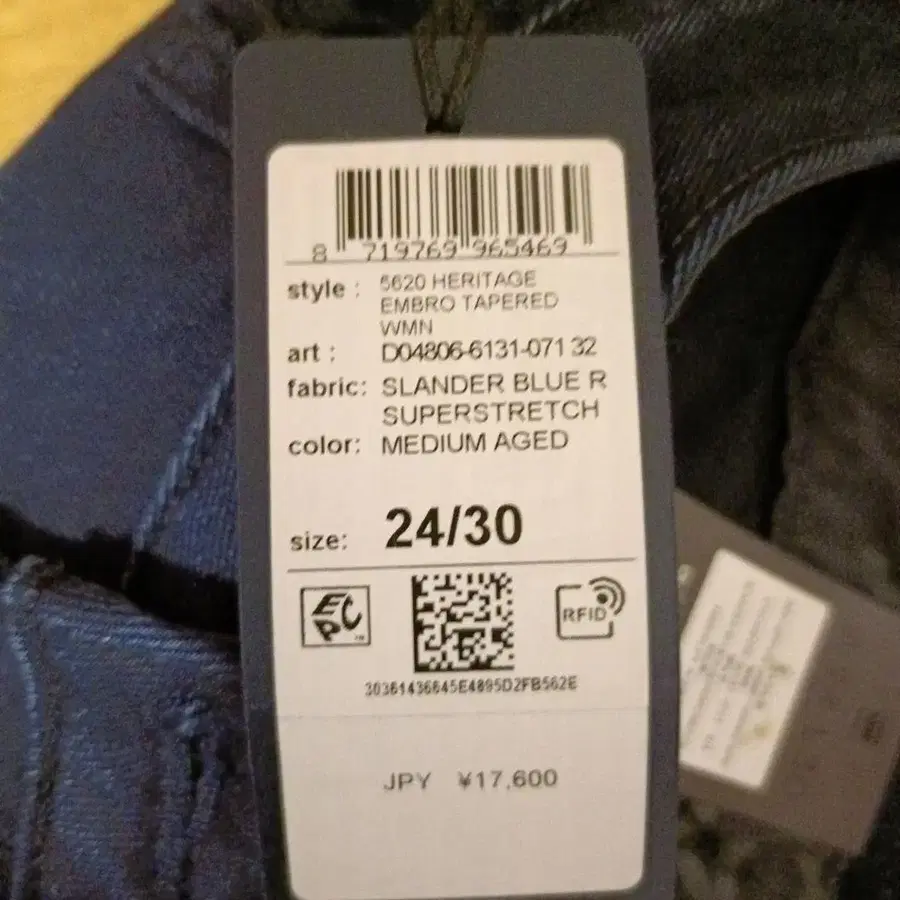 8 719769 965469
style : 5620 HERITAGE
EMBRO TAPERED
WMN
art : D04806-6131-071 32
fabric: SLANDER BLUE R
SUPERSTRETCH
color: MEDIUM AGED
size: 24/30
EPC
RFID
30361436645E4895D2FB562E
JPY ¥17,600